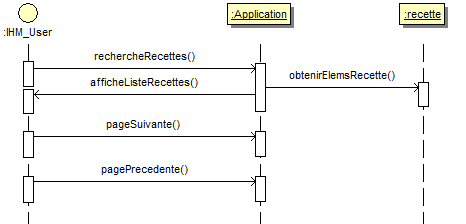 :Application
:recette
:IHM_User
rechercheRecettes()
obtenirElemsRecette()
afficheListeRecettes()
pageSuivante()
pagePrecedente()